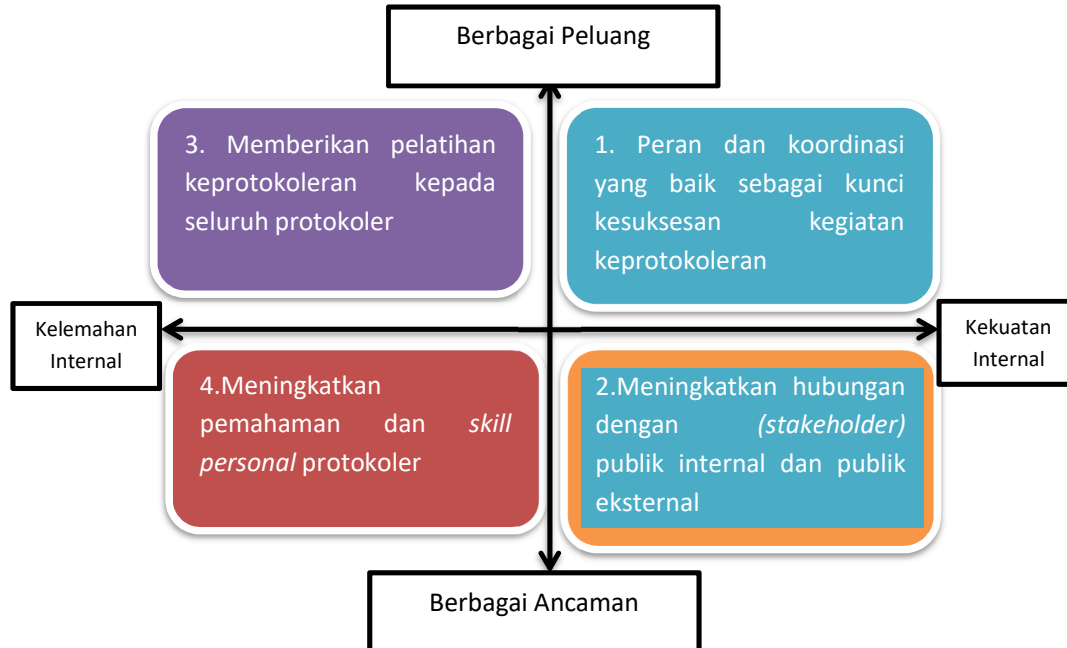 Berbagai Peluang
3. Memberikan pelatihan
keprotokoleran kepada
seluruh protokoler
1. Peran dan koordinasi
yang baik sebagai kunci
kesuksesan kegiatan
keprotokoleran
Kelemahan
Internal
Kekuatan
Internal
4.Meningkatkan
pemahaman dan skill
personal protokoler
2.Meningkatkan hubungan
dengan (stakeholder)
publik internal dan publik
eksternal
Berbagai Ancaman